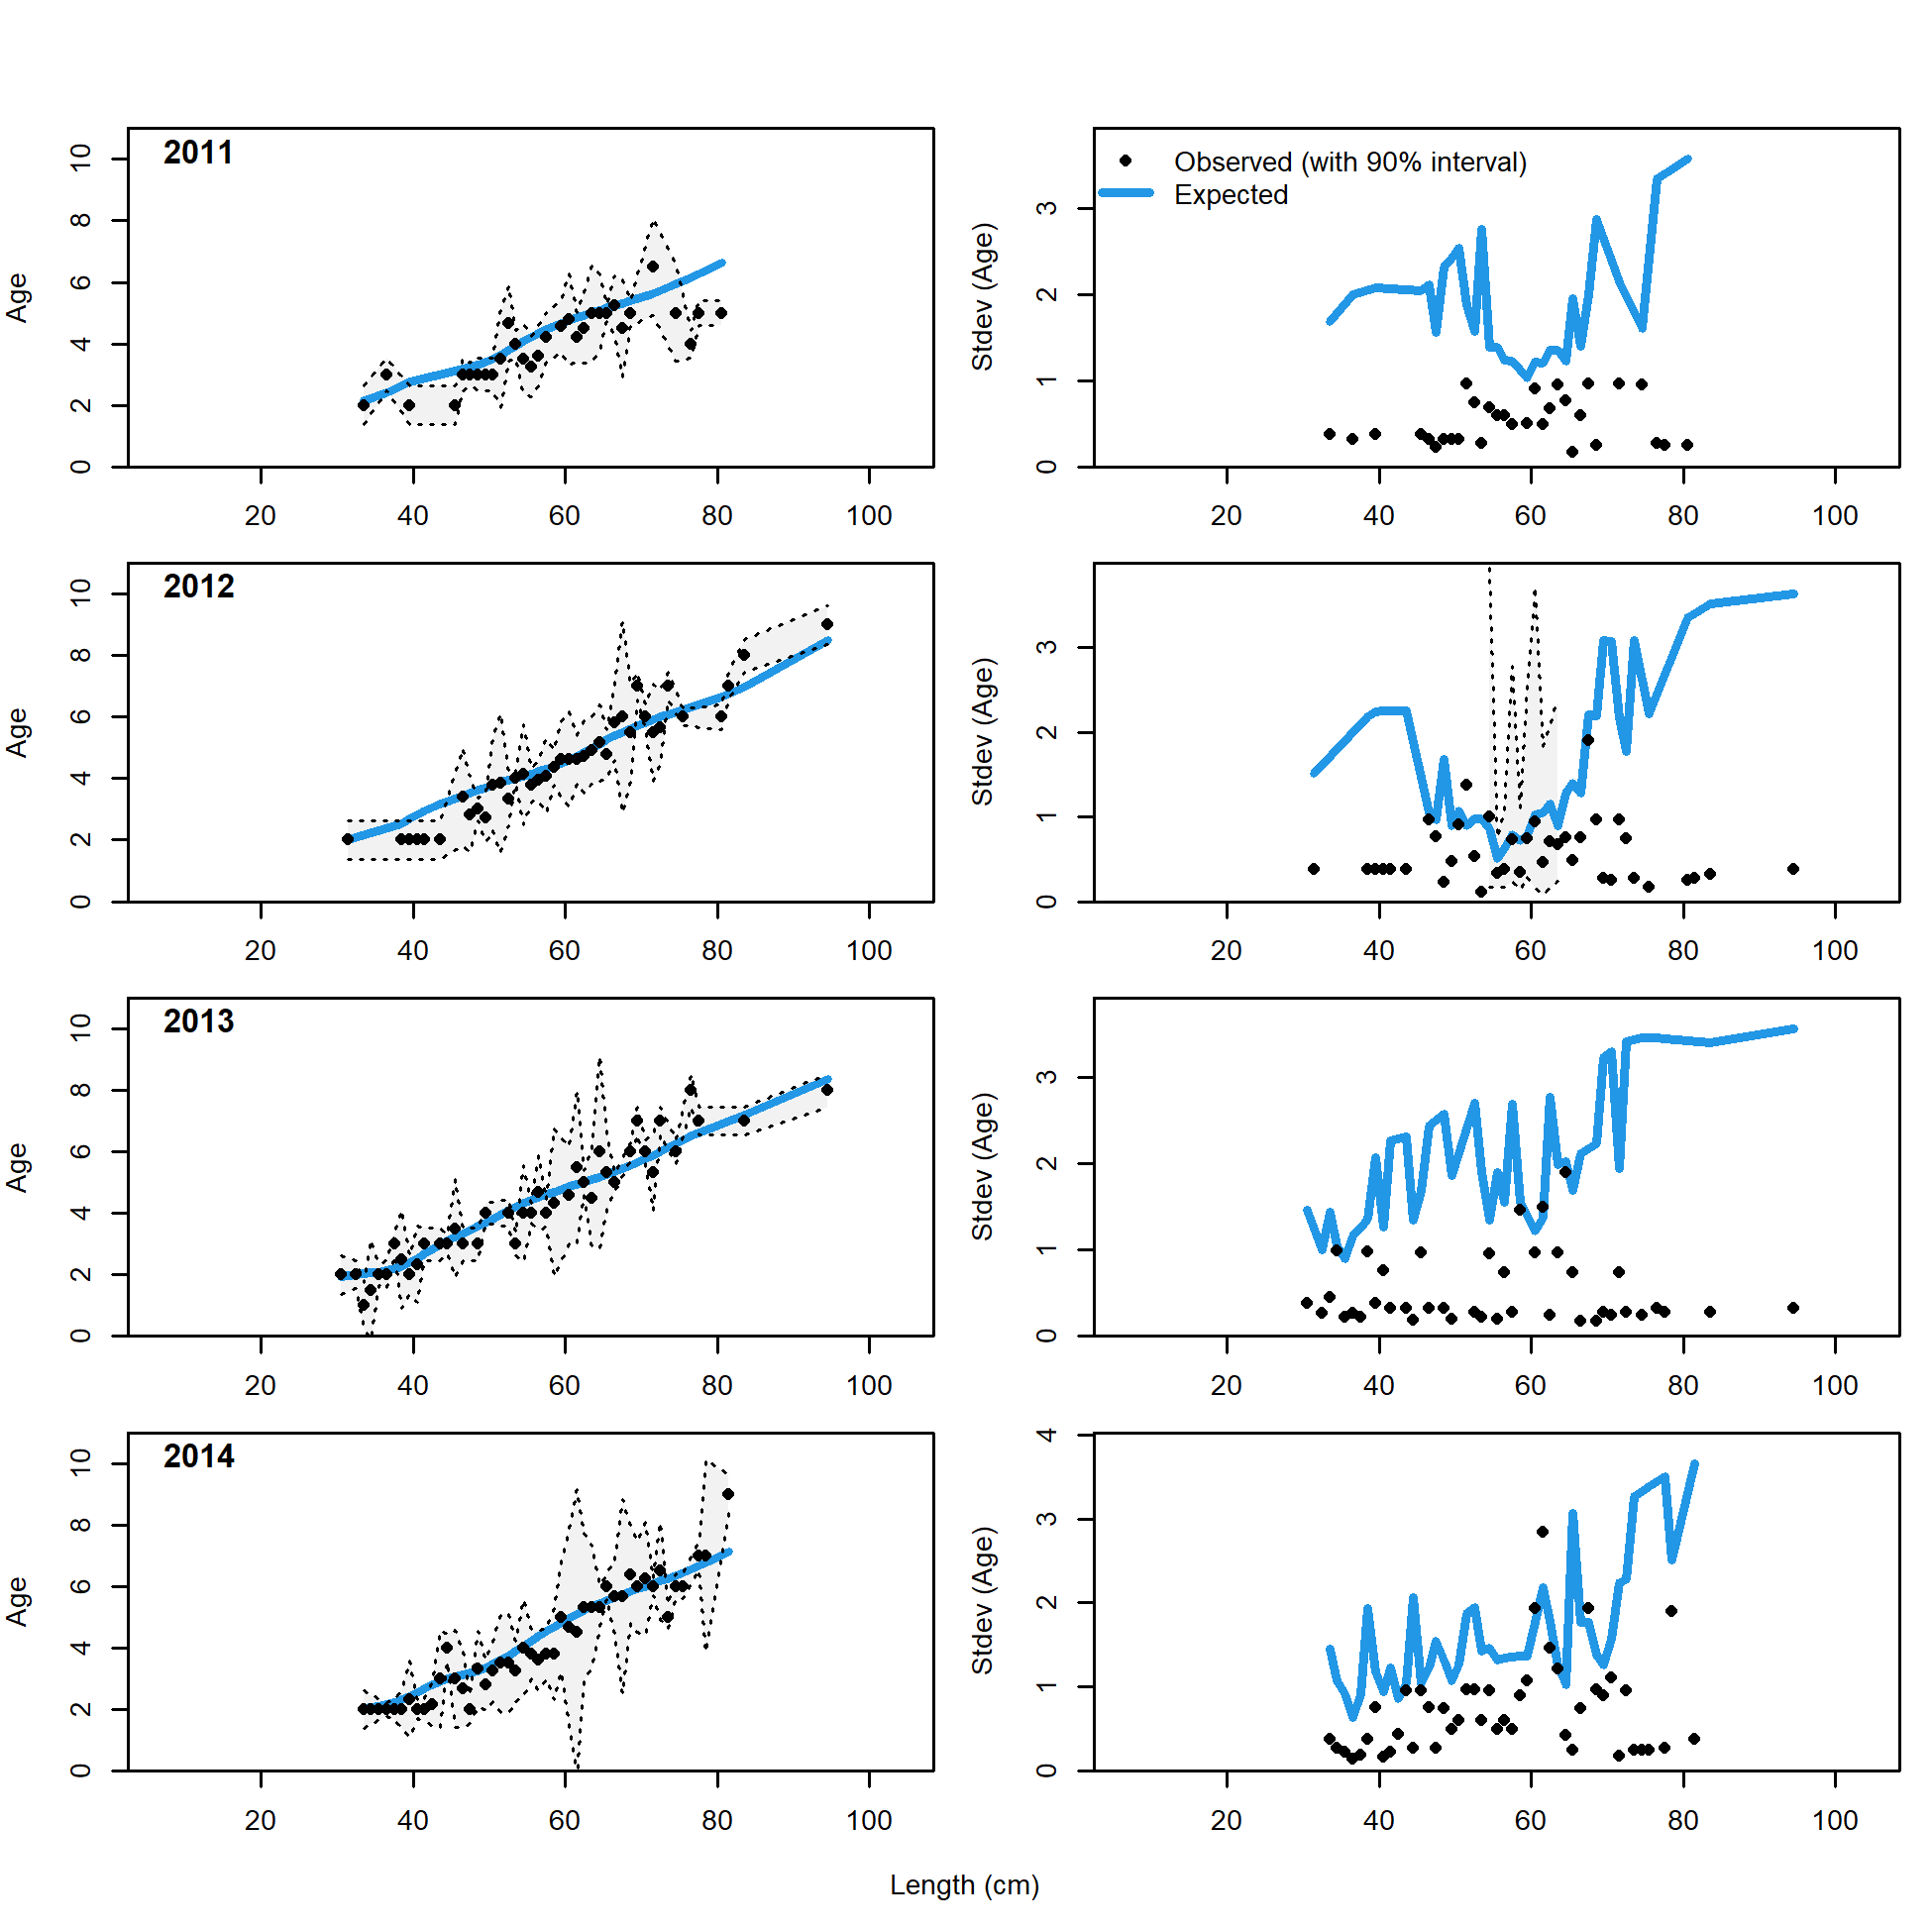 2011
Age
0 2 4 6 8 10
20 40 60 80 100
Observed (with 90% interval)
Expected
Stdev (Age)
0 1 2 3
20 40 60 80 100
2012
Age
0 2 4 6 8 10
20 40 60 80 100
Stdev (Age)
0 1 2 3
20 40 60 80 100
2013
Age
0 2 4 6 8 10
20 40 60 80 100
Stdev (Age)
0 1 2 3
20 40 60 80 100
2014
Age
0 2 4 6 8 10
20 40 60 80 100
Stdev (Age)
0 1 2 3 4
20 40 60 80 100
Length (cm)